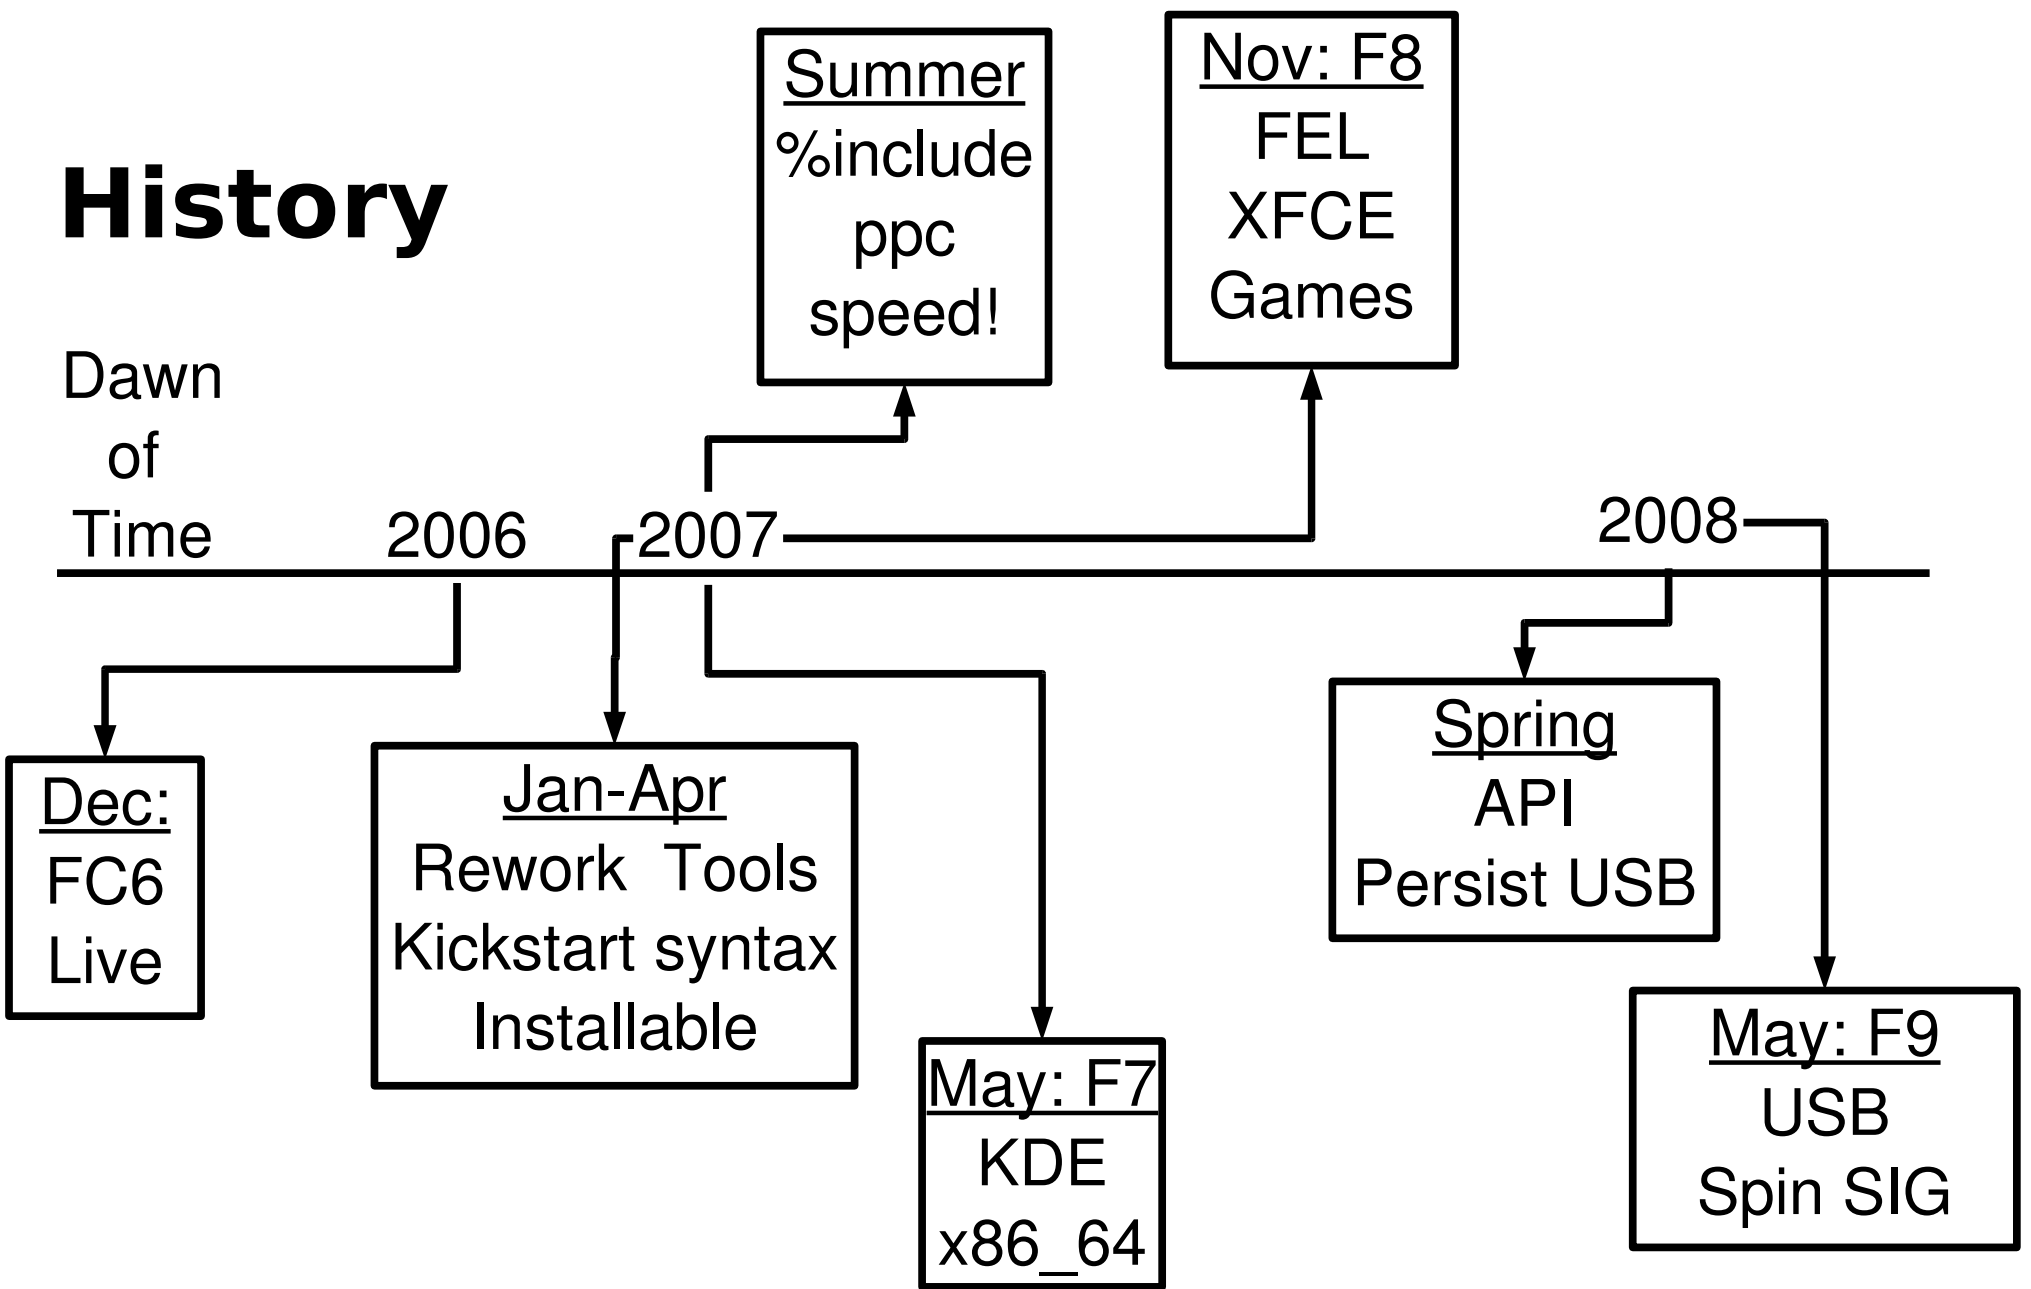 History
Dawn
of
Time
2006
2007
2008
Summer
%include
ppc
speed!
Nov: F8
FEL
XFCE
Games
Dec:
FC6
Live
Jan-Apr
Rework Tools
Kickstart syntax
Installable
May: F7
KDE
x86_64
Spring
API
Persist USB
May: F9
USB
Spin SIG